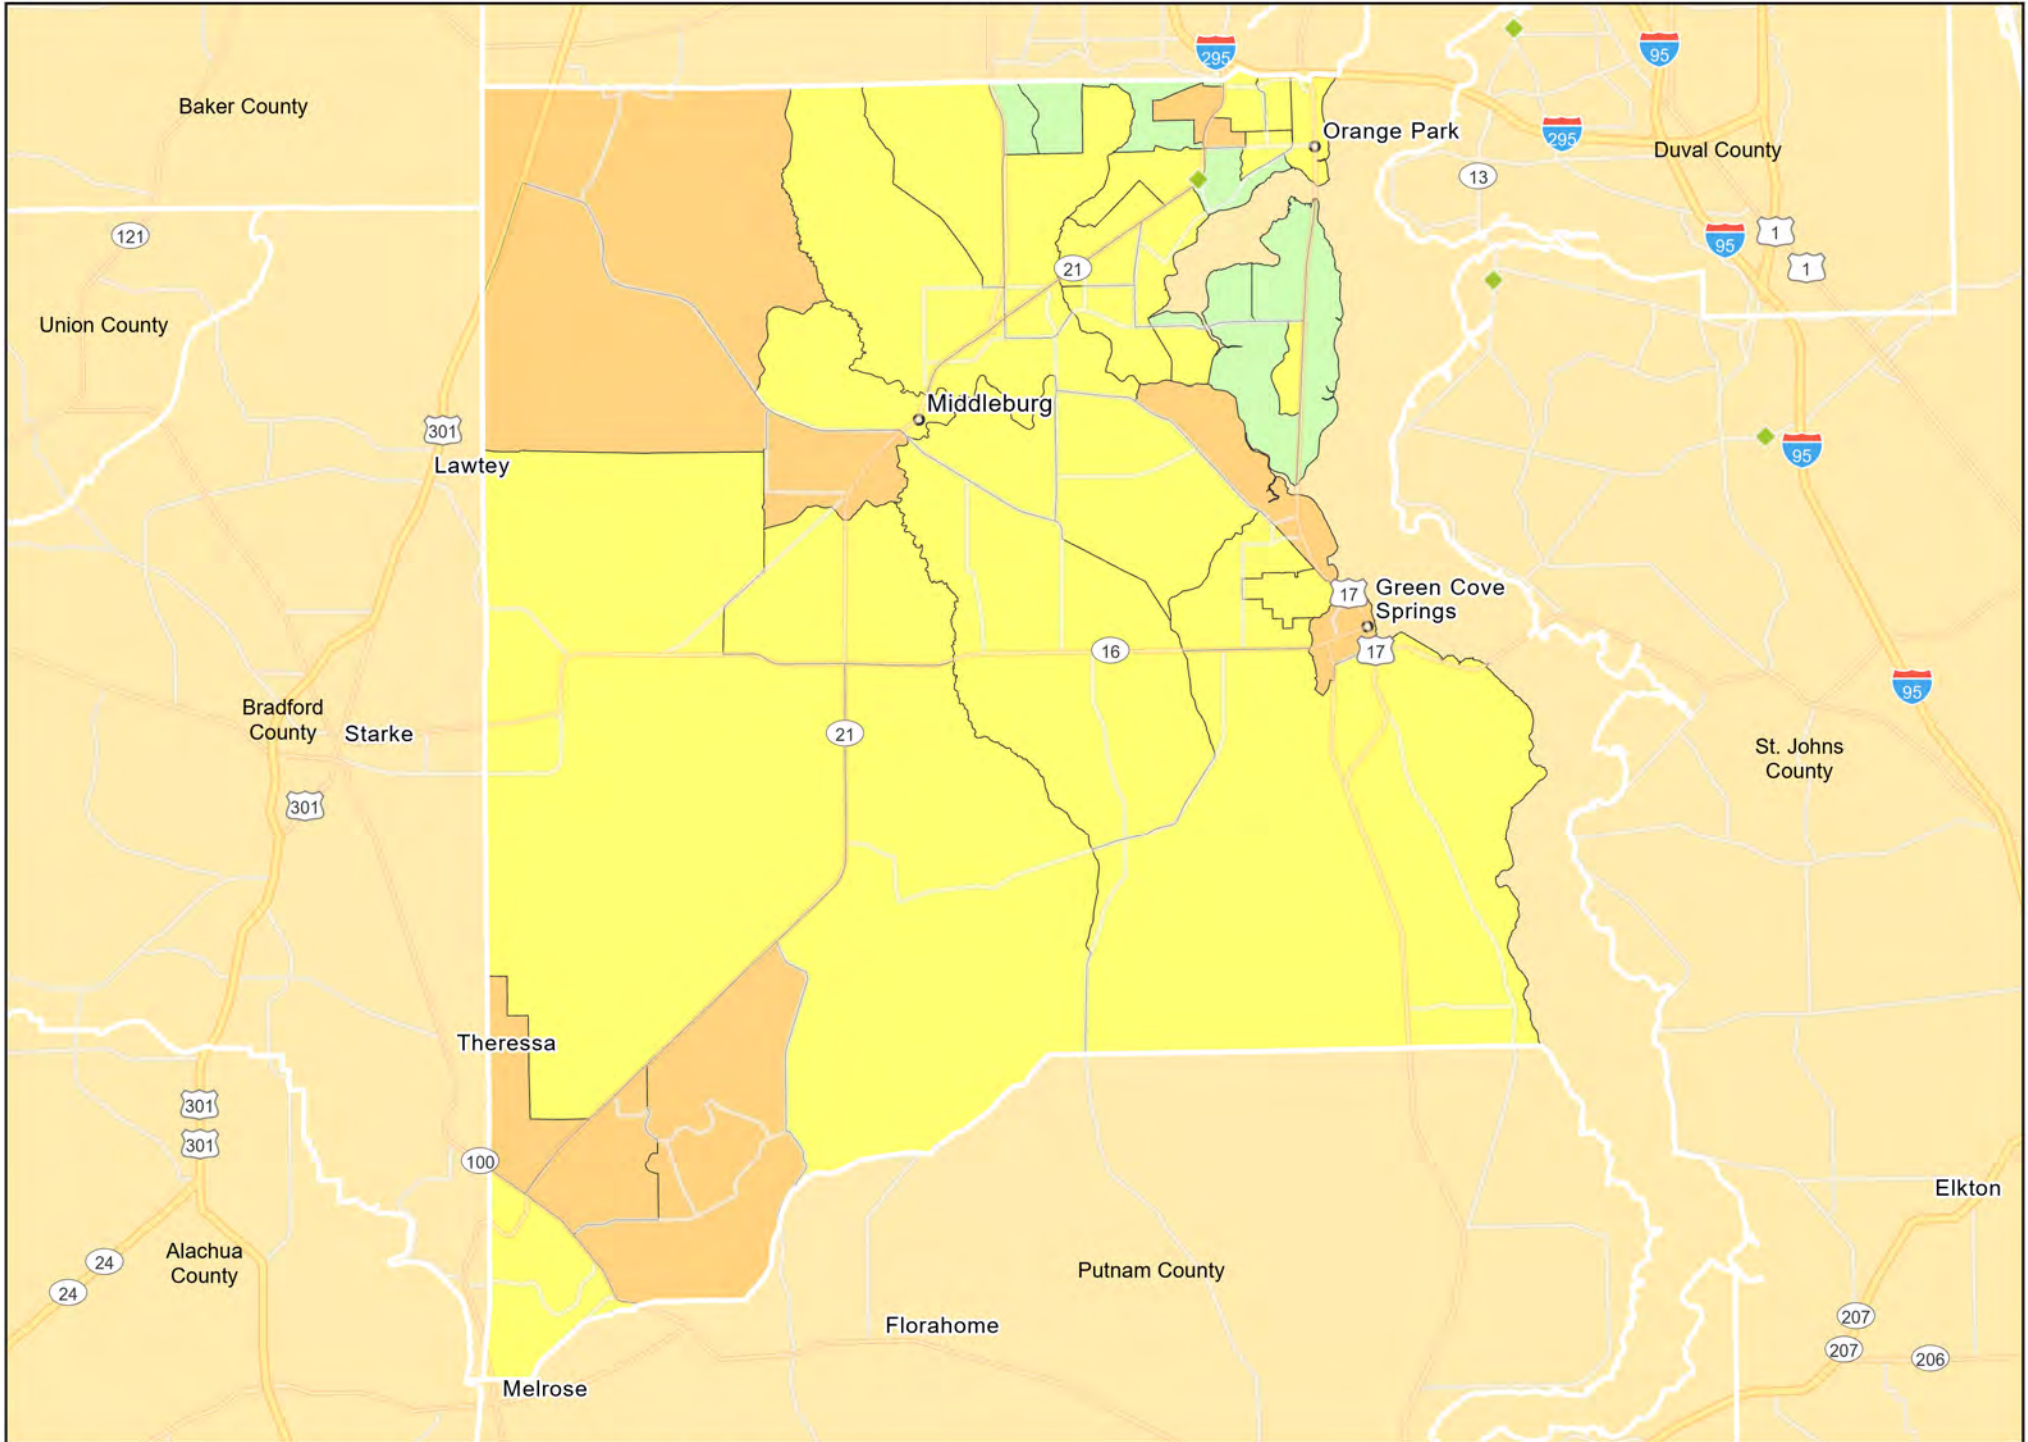 295
95
Baker County
Orange Park
295
Duval County
13
121
1
95
1
21
Union County
Middleburg
301
Lawtey
95
17
Green Cove
Springs
16
17
95
Bradford
County
Starke
21
St. Johns
County
301
Theressa
301
301
100
Elkton
Alachua
County
24
24
Putnam County
Florahome
207
207
206
Melrose